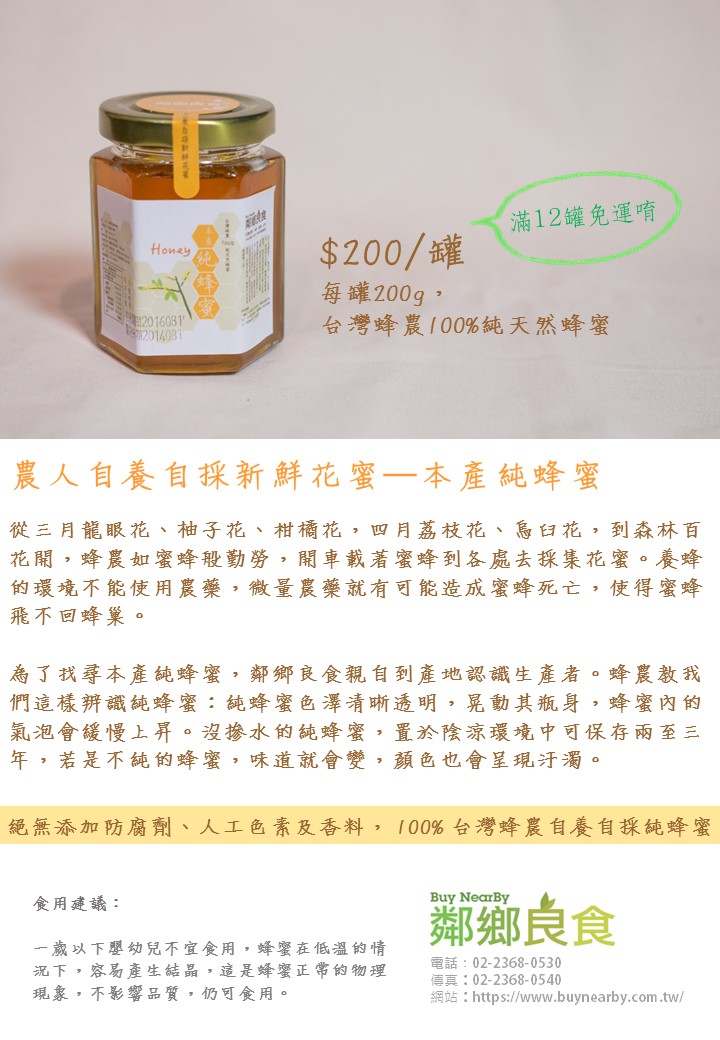 Honey
本產
純蜂蜜
鄰鄉良食
2016081
2016081
滿12罐免運唷
$200/罐
每罐200g，
台灣蜂農100%純天然蜂蜜
農人自養自採新鮮花蜜—本產純蜂蜜
從三月龍眼花、柚子花、柑橘花，四月荔枝花、烏臼花，到森林百
花開，蜂農如蜜蜂般勤勞，開車載著蜜蜂到各處去採集花蜜。養蜂
的環境不能使用農藥，微量農藥就有可能造成蜜蜂死亡，使得蜜蜂
飛不回蜂巢。
為了找尋本產純蜂蜜，鄰鄉良食親自到產地認識生產者。蜂農教我
們這樣辨識純蜂蜜：純蜂蜜色澤清晰透明，晃動其瓶身，蜂蜜內的
氣泡會緩慢上昇。沒摻水的純蜂蜜，置於陰涼環境中可保存兩至三
年，若是不純的蜂蜜，味道就會變，顏色也會呈現汙濁。
絕無添加防腐劑、人工色素及香料， 100% 台灣蜂農自養自採純蜂蜜
食用建議：
一歲以下嬰幼兒不宜食用，蜂蜜在低溫的情
況下，容易產生結晶，這是蜂蜜正常的物理
現象，不影響品質，仍可食用。
Buy NearBy
鄰鄉良食
電話：02-2368-0530
傳真：02-2368-0540
網站：https://www.buynearby.com.tw/